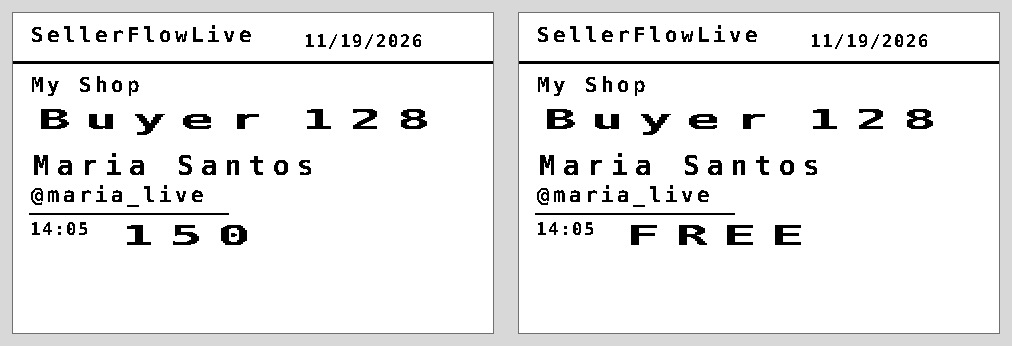 SellerFlowLive 11/19/2026
My Shop
Buyer 128
Maria Santos
@maria_live
14:05 150
SellerFlowLive 11/19/2026
My Shop
Buyer 128
Maria Santos
@maria_live
14:05 FREE